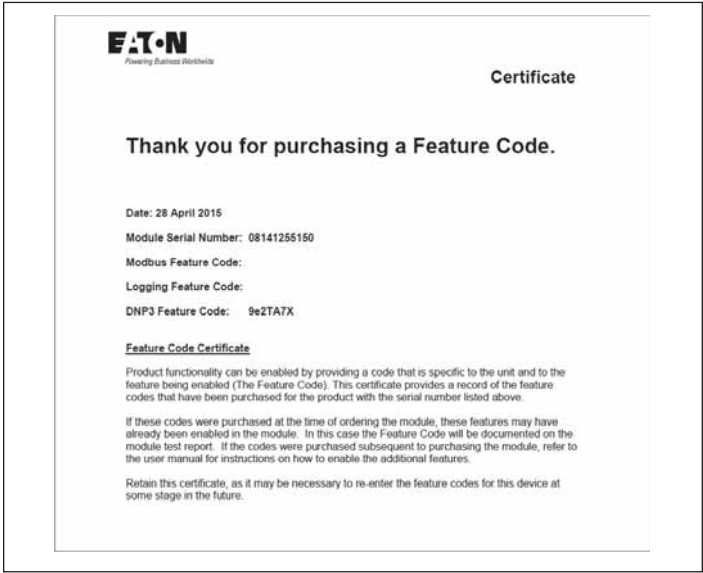 EATON
Powering Business Worldwide
Certificate
Thank you for purchasing a Feature Code.
Date: 28 April 2015
Module Serial Number: 08141255150
Modbus Feature Code:
Logging Feature Code:
DNP3 Feature Code: 9e2TA7X
Feature Code Certificate
Product functionality can be enabled by providing a code that is specific to the unit and to the
feature being enabled (The Feature Code). This certificate provides a record of the feature
codes that have been purchased for the product with the serial number listed above.
If these codes were purchased at the time of ordering the module, these features may have
already been enabled in the module. In this case the Feature Code will be documented on the
module test report. If the codes were purchased subsequent to purchasing the module, refer to
the user manual for instructions on how to enable the additional features.
Retain this certificate, as it may be necessary to re-enter the feature codes for this device at
some stage in the future.